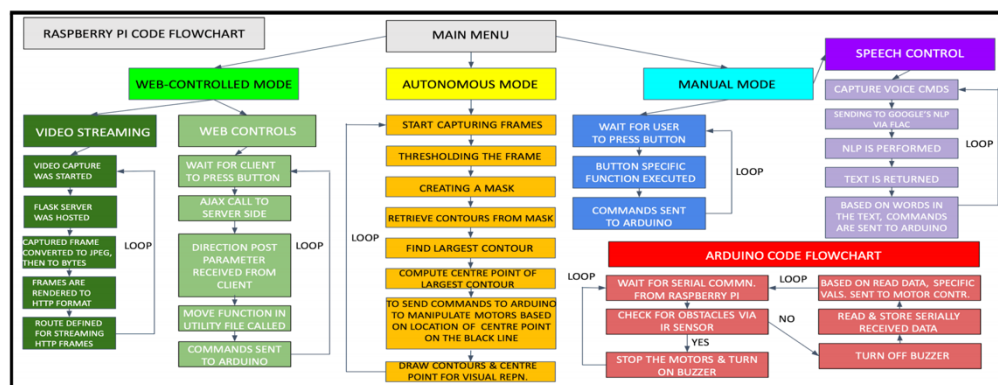 RASPBERRY PI CODE FLOWCHART
MAIN MENU
WEB-CONTROLLED MODE
VIDEO STREAMING
VIDEO CAPTURE
WAS STARTED
FLASK SERVER
WAS HOSTED
CAPTURED FRAME
CONVERTED TO JPEG,
THEN TO BYTES
FRAMES ARE
RENDERED TO
HTTP FORMAT
ROUTE DEFINED
FOR STREAMING
HTTP FRAMES
LOOP
WEB CONTROLS
WAIT FOR CLIENT
TO PRESS BUTTON
AJAX CALL TO
SERVER SIDE
DIRECTION POST
PARAMETER
RECEIVED FROM
CLIENT
MOVE FUNCTION IN
UTILITY FILE CALLED
COMMANDS SENT
TO ARDUINO
LOOP
AUTONOMOUS MODE
START CAPTURING FRAMES
THRESHOLDING THE FRAME
CREATING A MASK
RETRIEVE CONTOURS FROM MASK
FIND LARGEST CONTOUR
COMPUTE CENTRE POINT OF
LARGEST CONTOUR
TO SEND COMMANDS TO ARDUINO
TO MANIPULATE MOTORS BASED
ON LOCATION OF CENTRE POINT
ON THE BLACK LINE
DRAW CONTOURS & CENTRE
POINT FOR VISUAL REPN.
LOOP
MANUAL MODE
WAIT FOR USER
TO PRESS BUTTON
BUTTON SPECIFIC
FUNCTION EXECUTED
COMMANDS SENT
TO ARDUINO
LOOP
SPEECH CONTROL
CAPTURE VOICE CMDS
SENDING TO GOOGLE'S NLP
VIA FLAC
NLP IS PERFORMED
TEXT IS RETURNED
BASED ON WORDS IN
THE TEXT, COMMANDS
ARE SENT TO ARDUINO
LOOP
ARDUINO CODE FLOWCHART
WAIT FOR SERIAL COMMN.
FROM RASPBERRY PI
CHECK FOR OBSTACLES VIA
IR SENSOR
YES
STOP THE MOTORS & TURN
ON BUZZER
LOOP
NO
TURN OFF BUZZER
READ & STORE SERIALLY
RECEIVED DATA
BASED ON READ DATA, SPECIFIC
VALS. SENT TO MOTOR CONTR.
LOOP